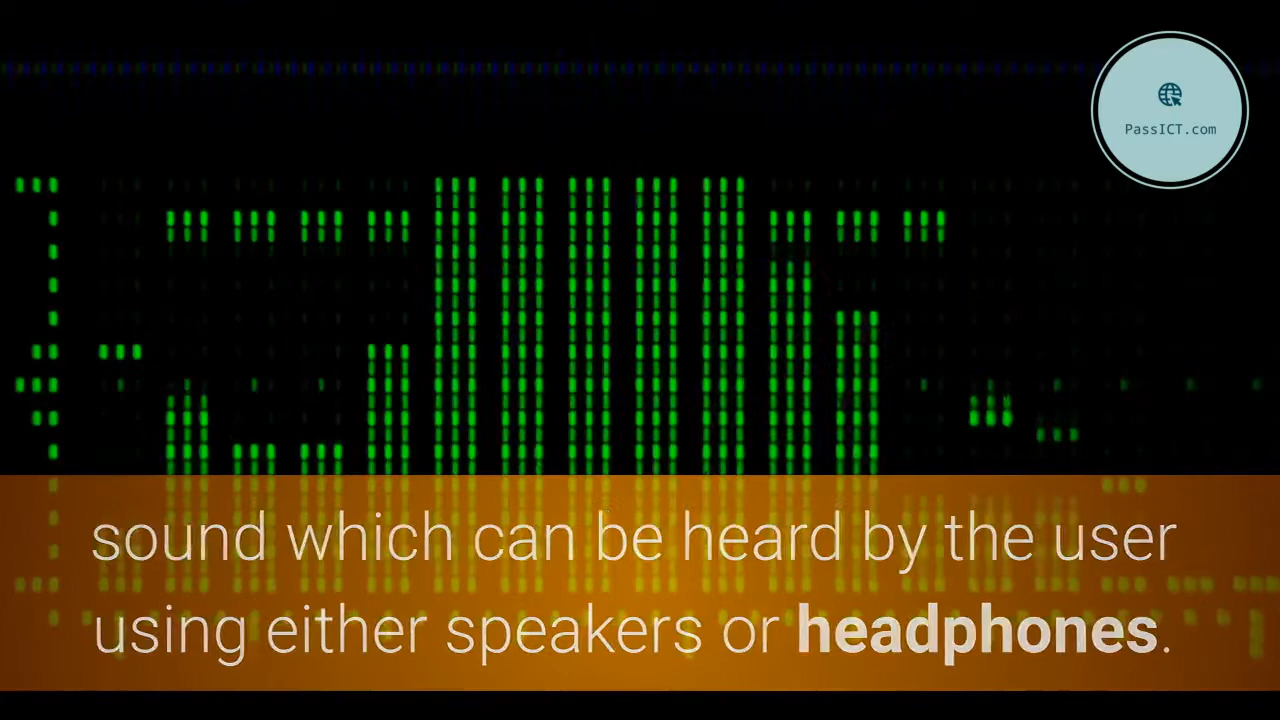 PassICT.com
sound which can be heard by the user
using either speakers or headphones.